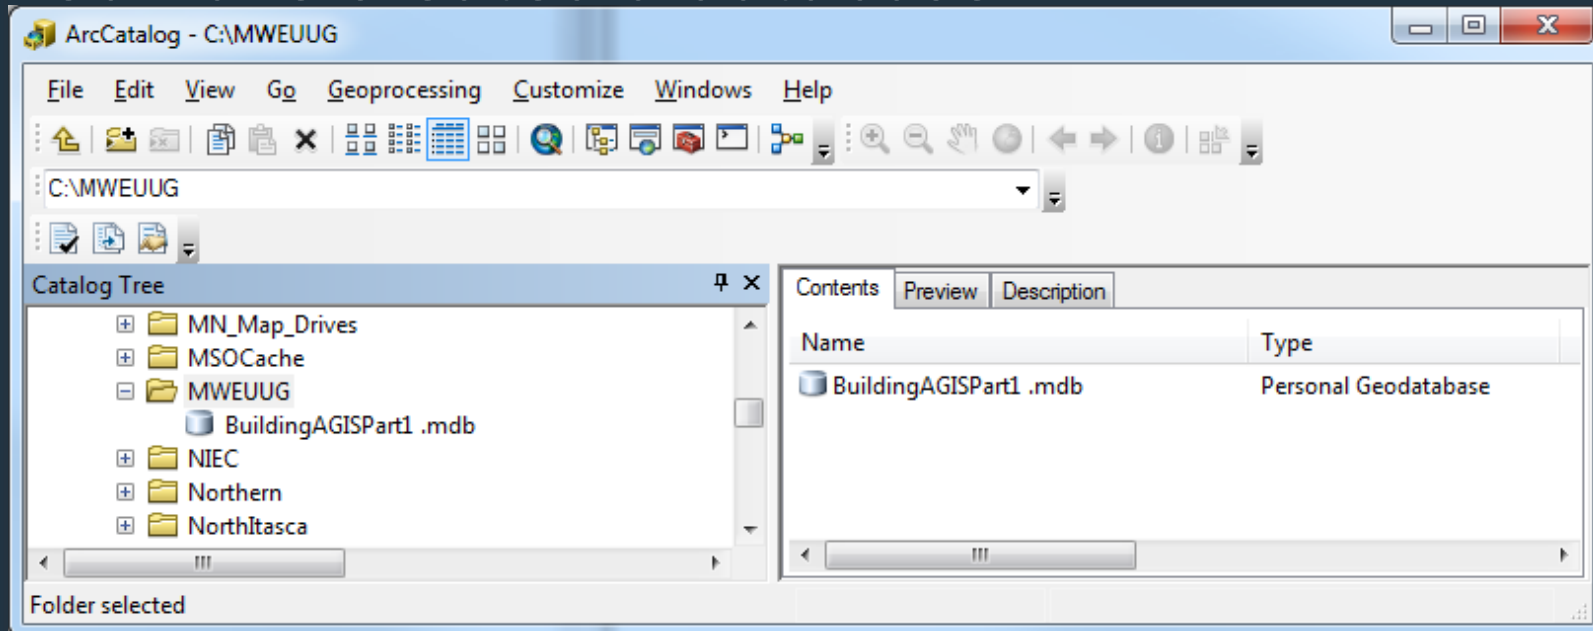 ArcCatalog - C:\MWEUUG
File Edit View Go Geoprocessing Customize Windows Help
C:\MWEUUG
Catalog Tree
MN_Map_Drives
MSOCache
MWEUUG
BuildingAGISPart1 .mdb
NIEC
Northern
NorthItasca
Contents Preview Description
Name Type
BuildingAGISPart1 .mdb Personal Geodatabase
Folder selected